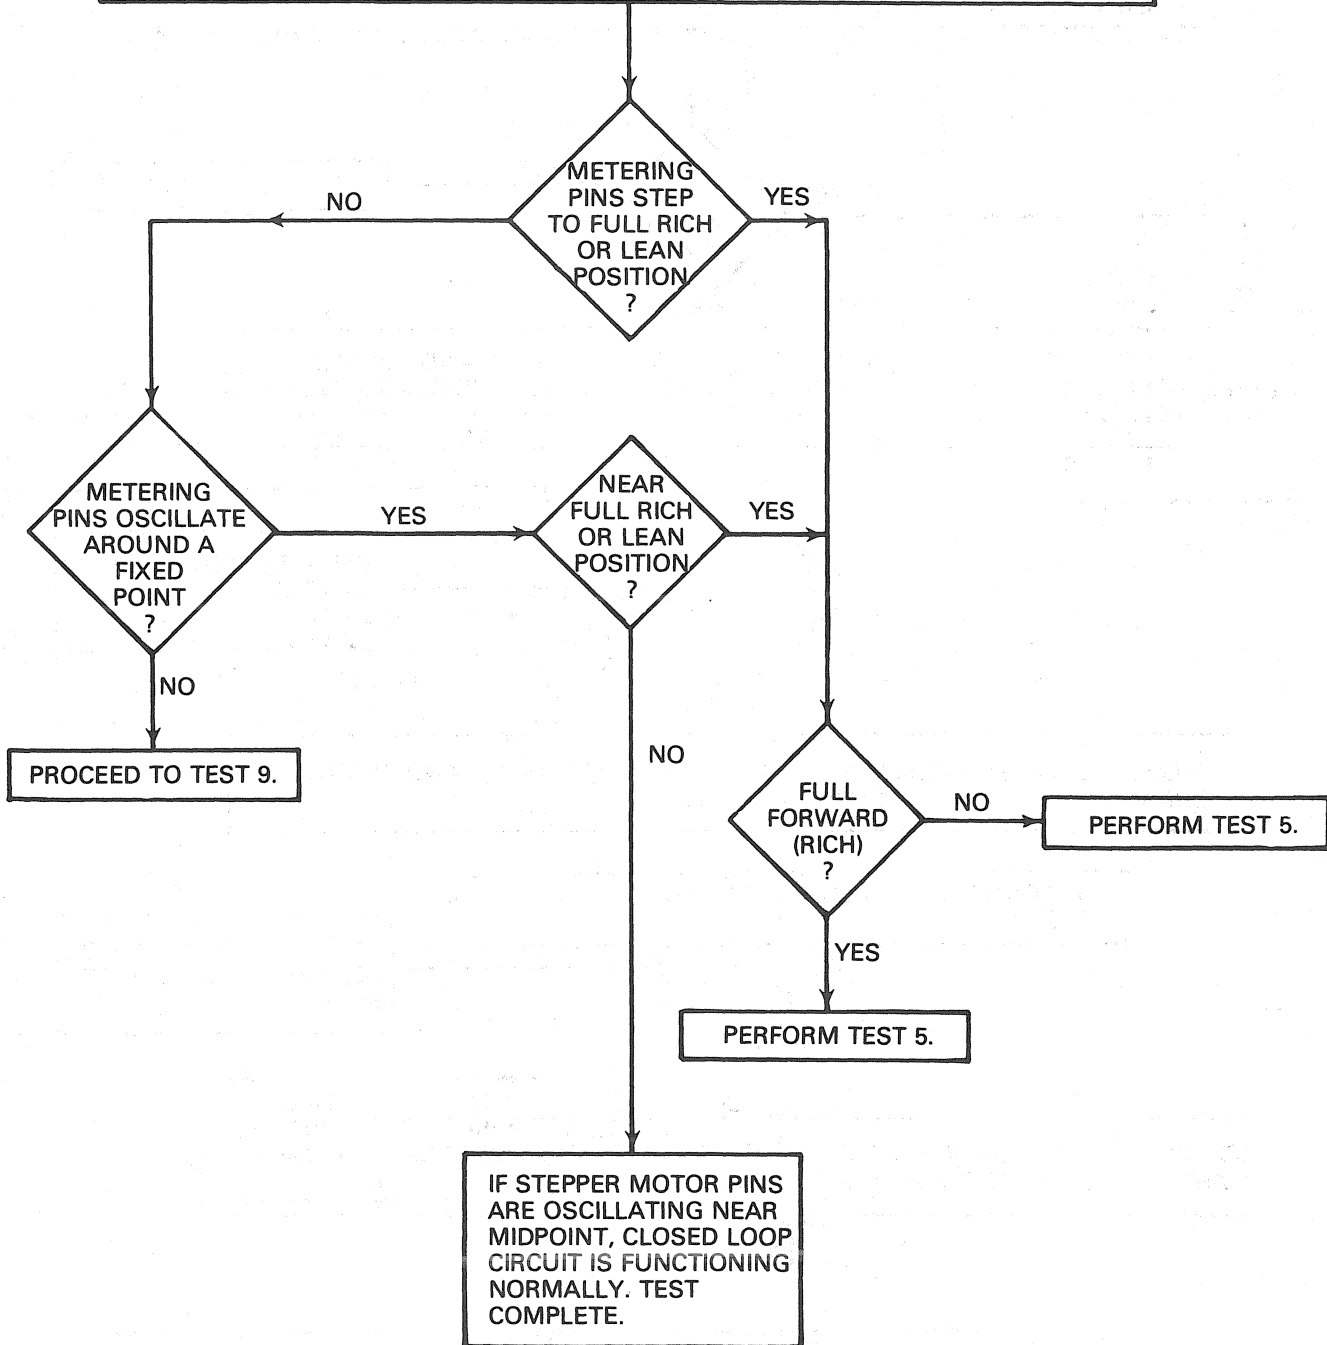 METERING
PINS STEP
TO FULL RICH
OR LEAN
POSITION
?
NO
YES
METERING
PINS OSCILLATE
AROUND A
FIXED
POINT
?
YES
NEAR
FULL RICH
OR LEAN
POSITION
?
YES
NO
PROCEED TO TEST 9.
NO
FULL
FORWARD
(RICH)
?
NO
PERFORM TEST 5.
YES
PERFORM TEST 5.
IF STEPPER MOTOR PINS
ARE OSCILLATING NEAR
MIDPOINT, CLOSED LOOP
CIRCUIT IS FUNCTIONING
NORMALLY. TEST
COMPLETE.